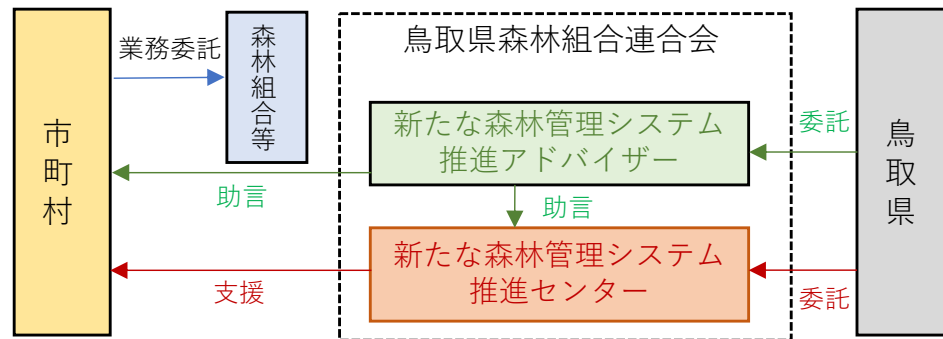 市町村
業務委託
森林組合等
鳥取県森林組合連合会
新たな森林管理システム
推進アドバイザー
委託
鳥取県
助言
助言
新たな森林管理システム
推進センター
支援
委託